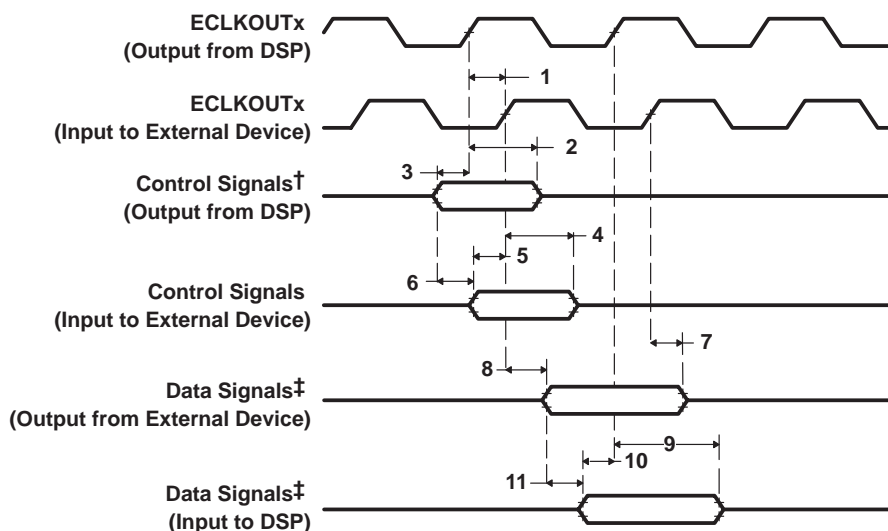 ECLKOUTx
(Output from DSP)
1
ECLKOUTx
(Input to External Device)
2
3
Control Signals†
(Output from DSP)
4
5
6
Control Signals
(Input to External Device)
7
8
Data Signals‡
(Output from External Device)
9
10
11
Data Signals‡
(Input to DSP)